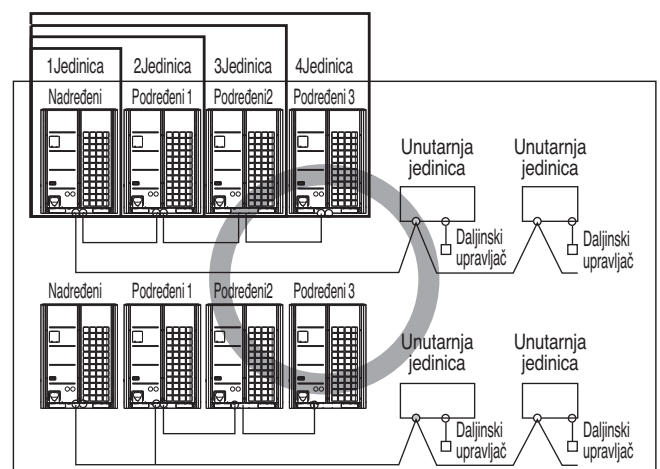 1Jedinica 2Jedinica 3Jedinica 4Jedinica
Nadređeni Podređeni 1 Podređeni2 Podređeni 3
Unutarnja
jedinica
Unutarnja
jedinica
Daljinski
upravljač
Daljinski
upravljač
Nadređeni Podređeni 1 Podređeni2 Podređeni 3
Unutarnja
jedinica
Unutarnja
jedinica
Daljinski
upravljač
Daljinski
upravljač